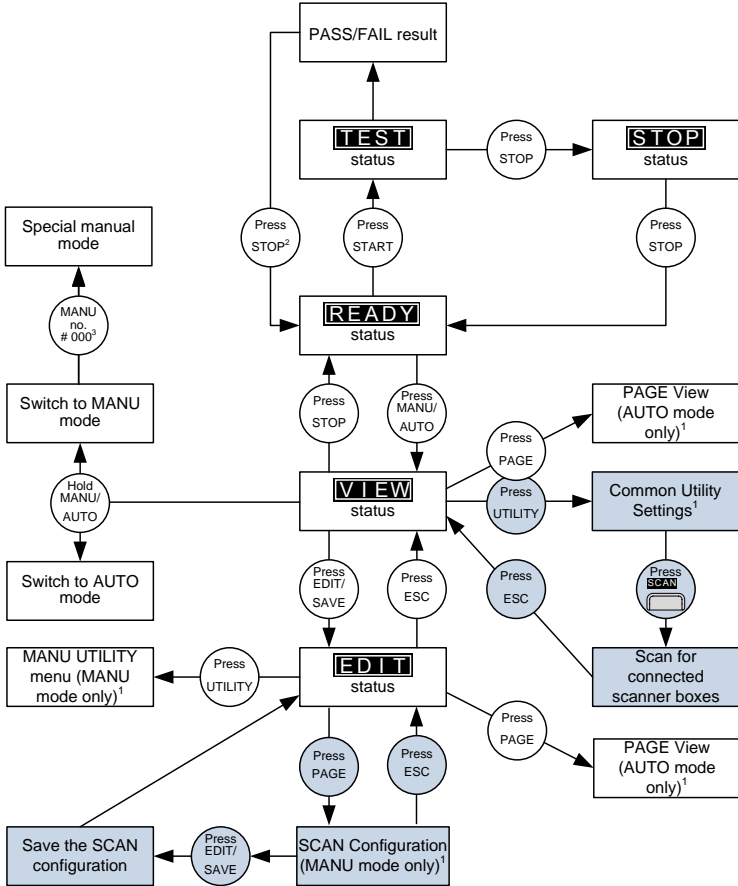 PASS/FAIL result
TEST
status
Press
STOP
STOP
status
Special manual
mode
Press
STOP²
Press
START
Press
STOP
MANU
no.
# 000³
READY
status
Switch to MANU
mode
Press
STOP
Press
MANU/
AUTO
PAGE View
(AUTO mode
only)¹
Press
PAGE
Hold
MANU/
AUTO
VIEW
status
Press
UTILITY
Common Utility
Settings¹
Switch to AUTO
mode
Press
EDIT/
SAVE
Press
ESC
Press
ESC
Press
SCAN
MANU UTILITY
menu (MANU
mode only)¹
Press
UTILITY
EDIT
status
Scan for
connected
scanner boxes
Press
PAGE
Press
PAGE
Press
ESC
PAGE View
(AUTO mode
only)¹
Save the SCAN
configuration
Press
EDIT/
SAVE
SCAN Configuration
(MANU mode only)¹